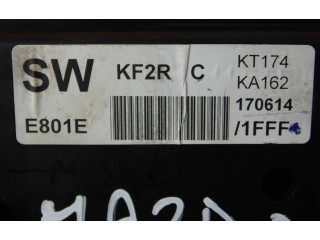 SW KF2R C KT174
KA162
170614
E801E /1FFF